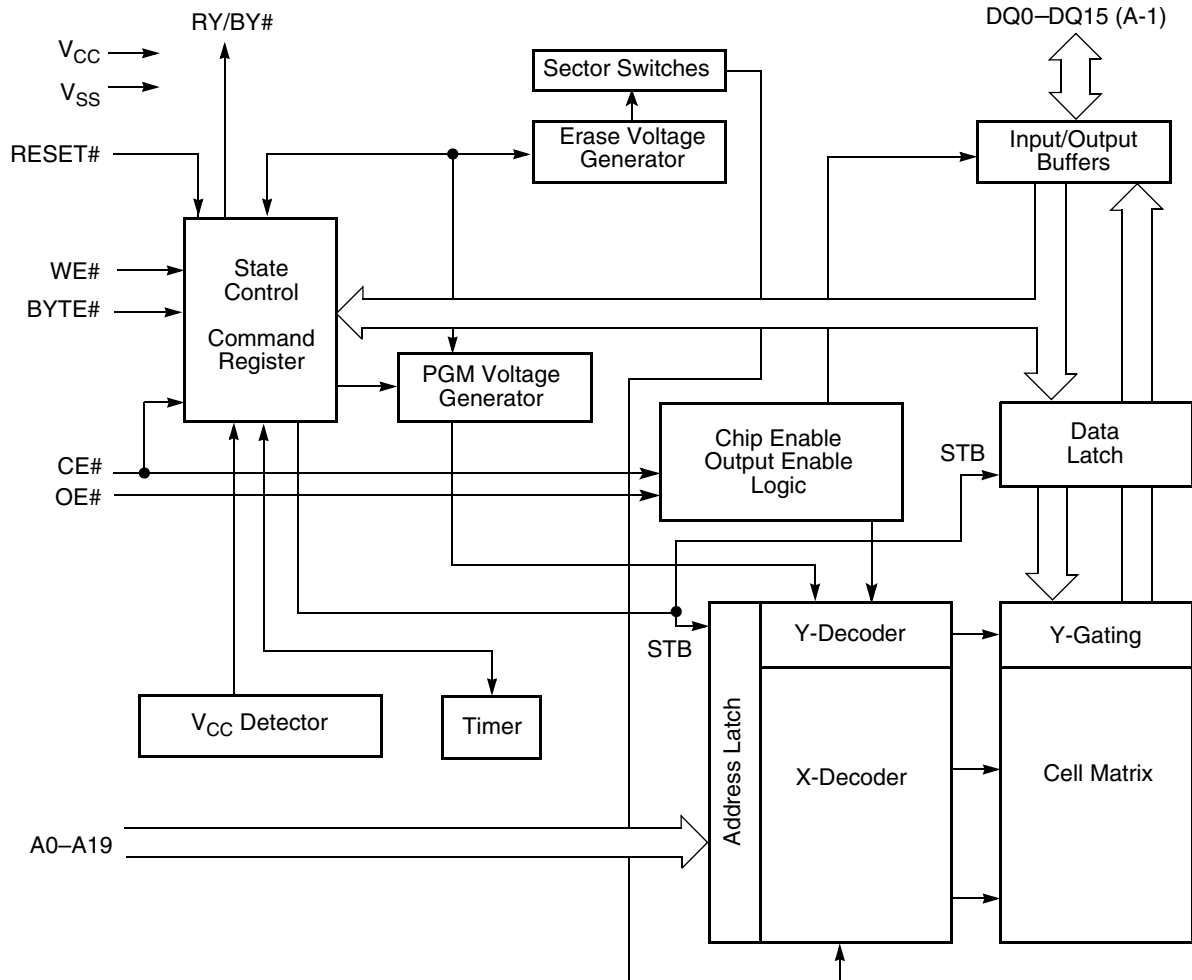 RY/BY#
DQ0–DQ15 (A-1)
VCC
VSS
Sector Switches
RESET#
Erase Voltage
Generator
Input/Output
Buffers
WE#
BYTE#
State
Control
Command
Register
PGM Voltage
Generator
CE#
OE#
Chip Enable
Output Enable
Logic
STB
Data
Latch
STB
Y-Decoder
Y-Gating
VCC Detector
Timer
Address Latch
X-Decoder
Cell Matrix
A0–A19